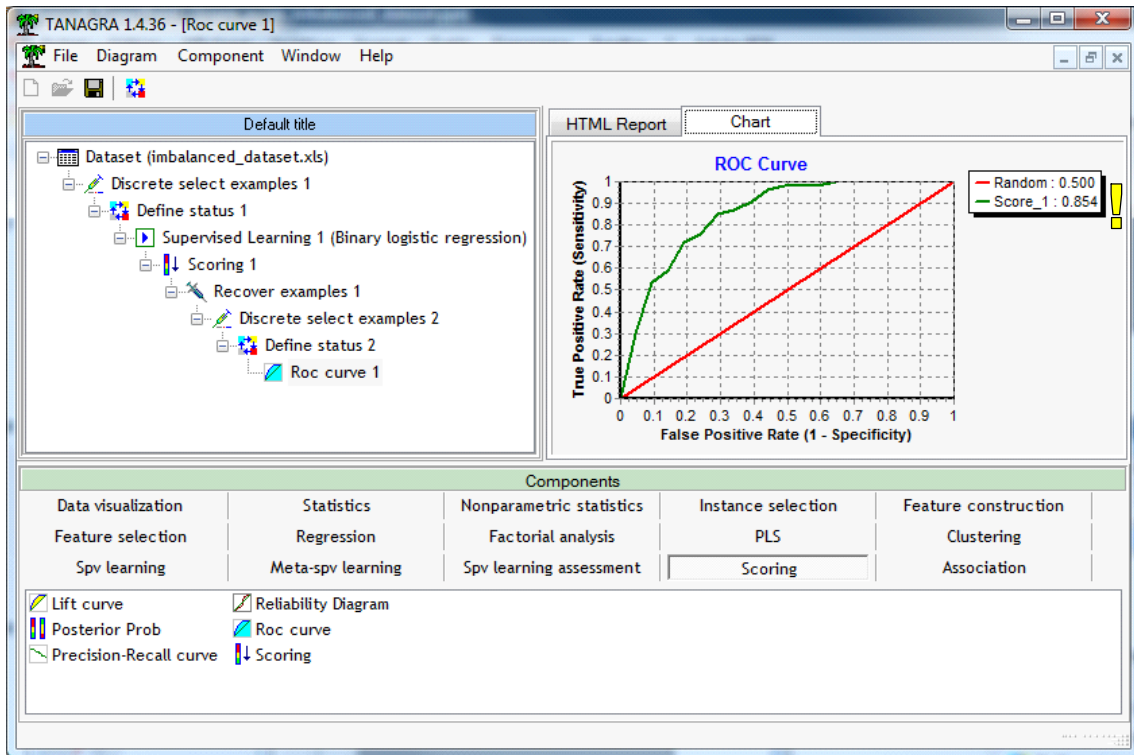 TANAGRA 1.4.36 - [Roc curve 1]
File Diagram Component Window Help
Default title
Dataset (imbalanced_dataset.xls)
Discrete select examples 1
Define status 1
Supervised Learning 1 (Binary logistic regression)
Scoring 1
Recover examples 1
Discrete select examples 2
Define status 2
Roc curve 1
HTML Report Chart
ROC Curve
True Positive Rate (Sensitivity)
1
0.9
0.8
0.7
0.6
0.5
0.4
0.3
0.2
0.1
0
0 0.1 0.2 0.3 0.4 0.5 0.6 0.7 0.8 0.9 1
False Positive Rate (1 - Specificity)
Random : 0.500
Score_1 : 0.854
!
Components
Data visualization Statistics Nonparametric statistics Instance selection Feature construction
Feature selection Regression Factorial analysis PLS Clustering
Spv learning Meta-spv learning Spv learning assessment Scoring Association
Lift curve Reliability Diagram
Posterior Prob Roc curve
Precision-Recall curve Scoring